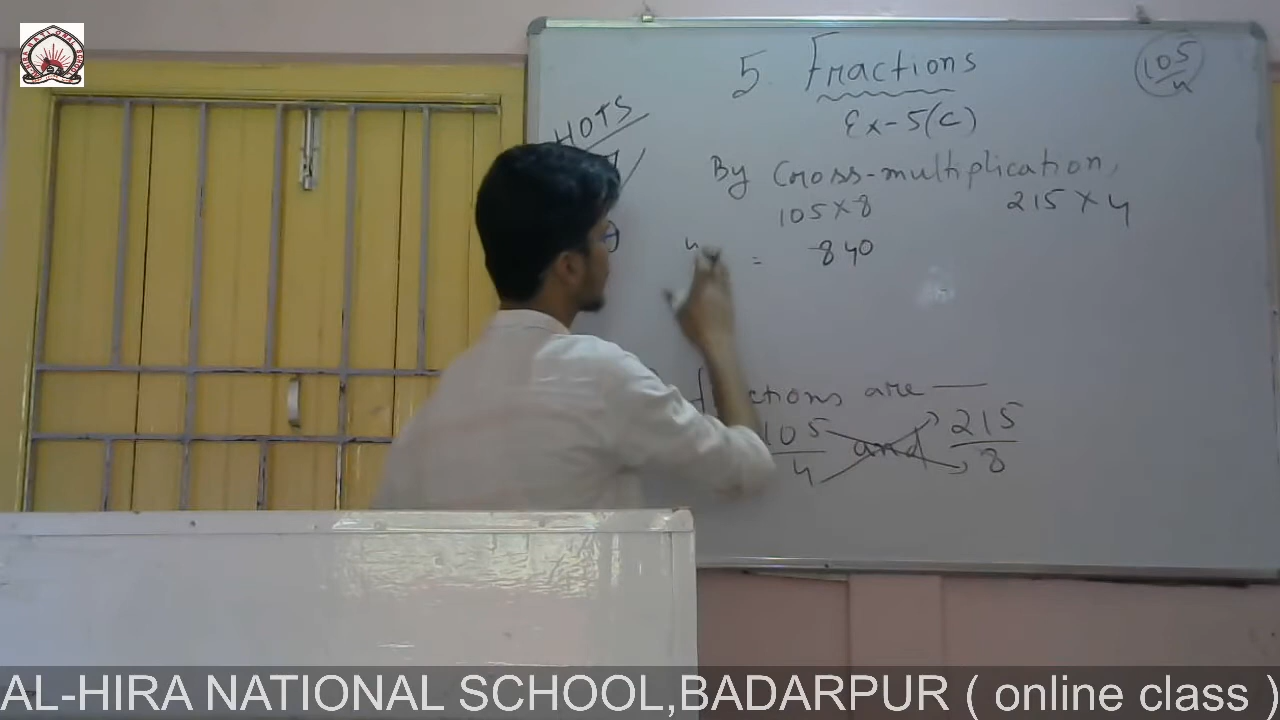 5 Fractions
105/4
Ex-5(C)
HOTS
By Cross-multiplication,
105×8 215×4
= 840
are —
105/4 and 215/8
AL-HIRA NATIONAL SCHOOL,BADARPUR ( online class )